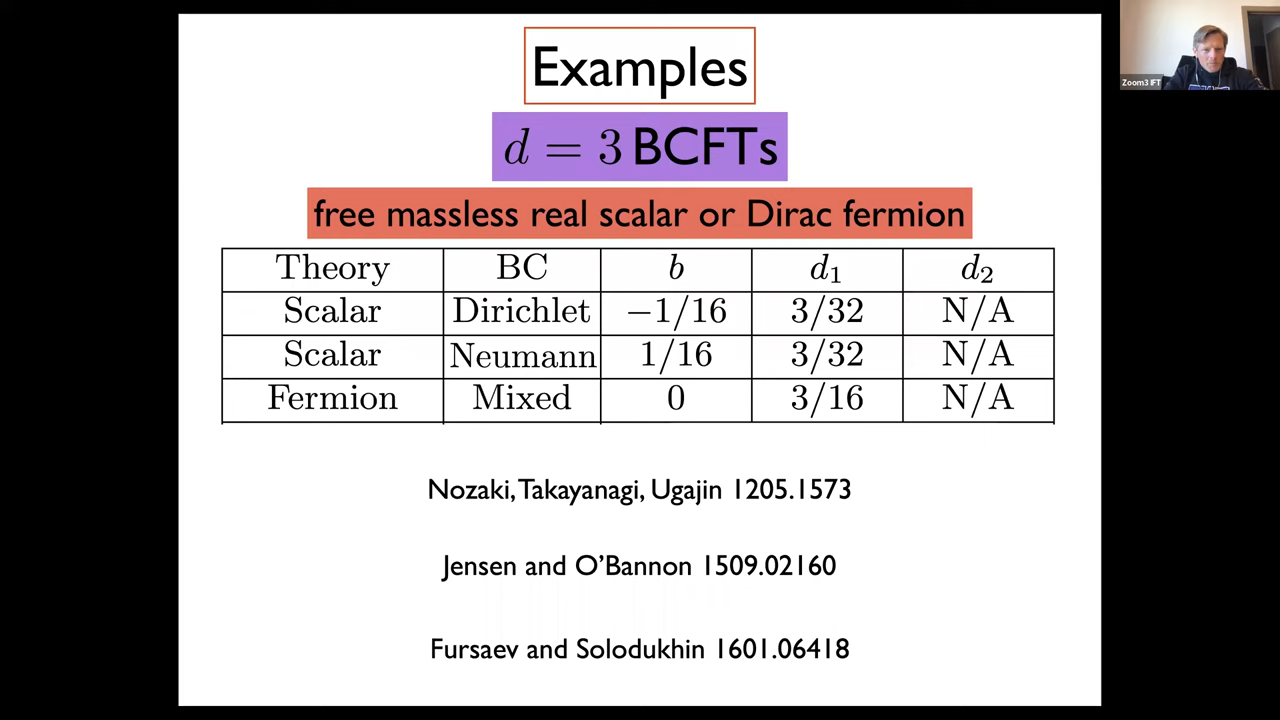 Examples
d = 3 BCFTs
free massless real scalar or Dirac fermion
Theory BC b d₁ d₂
Scalar Dirichlet −1/16 3/32 N/A
Scalar Neumann 1/16 3/32 N/A
Fermion Mixed 0 3/16 N/A
Nozaki, Takayanagi, Ugajin 1205.1573
Jensen and O'Bannon 1509.02160
Fursaev and Solodukhin 1601.06418
Zoom3 IFT